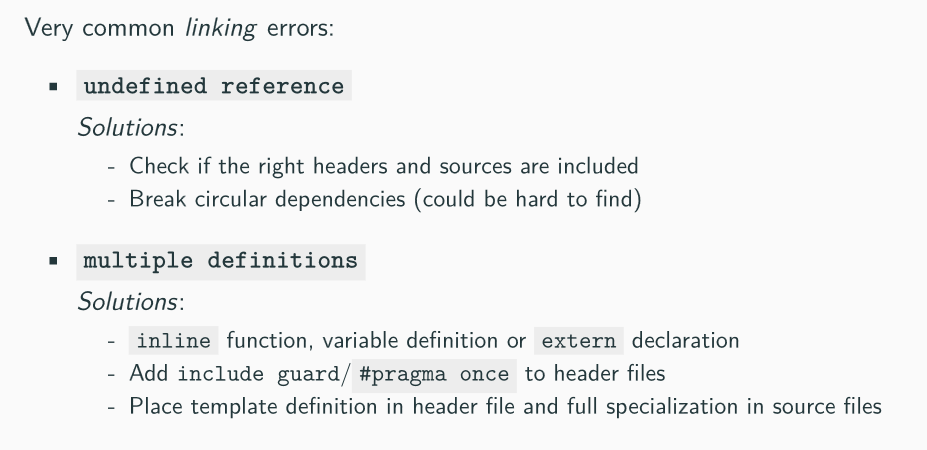 Very common linking errors:
▪ undefined reference
Solutions:
- Check if the right headers and sources are included
- Break circular dependencies (could be hard to find)
▪ multiple definitions
Solutions:
- inline function, variable definition or extern declaration
- Add include guard/#pragma once to header files
- Place template definition in header file and full specialization in source files